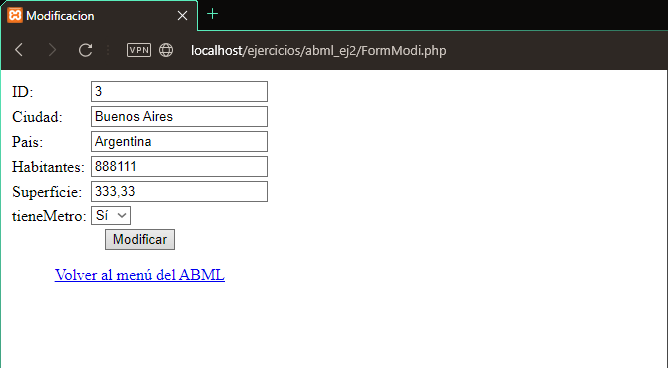 Modificacion
VPN localhost/ejercicios/abml_ej2/FormModi.php
ID: 3
Ciudad: Buenos Aires
Pais: Argentina
Habitantes: 888111
Superficie: 333,33
tieneMetro: Sí
Modificar
Volver al menú del ABML